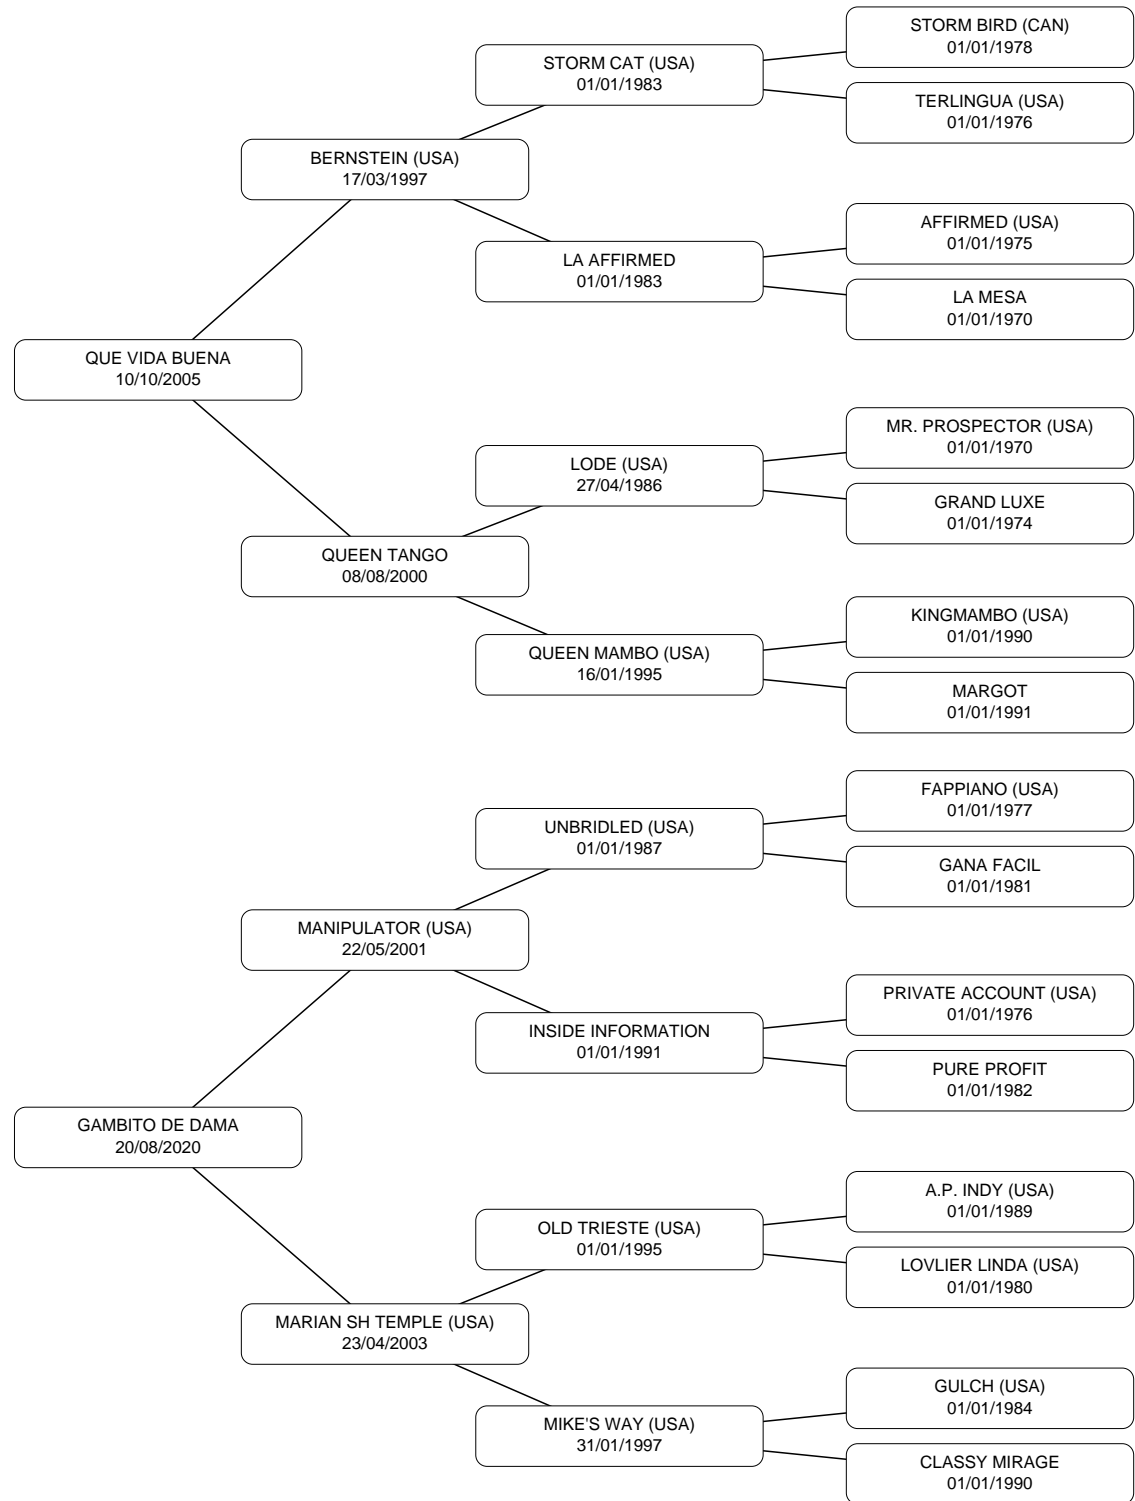 STORM BIRD (CAN)
01/01/1978
STORM CAT (USA)
01/01/1983
TERLINGUA (USA)
01/01/1976
BERNSTEIN (USA)
17/03/1997
AFFIRMED (USA)
01/01/1975
LA AFFIRMED
01/01/1983
LA MESA
01/01/1970
QUE VIDA BUENA
10/10/2005
MR. PROSPECTOR (USA)
01/01/1970
LODE (USA)
27/04/1986
GRAND LUXE
01/01/1974
QUEEN TANGO
08/08/2000
KINGMAMBO (USA)
01/01/1990
QUEEN MAMBO (USA)
16/01/1995
MARGOT
01/01/1991
FAPPIANO (USA)
01/01/1977
UNBRIDLED (USA)
01/01/1987
GANA FACIL
01/01/1981
MANIPULATOR (USA)
22/05/2001
PRIVATE ACCOUNT (USA)
01/01/1976
INSIDE INFORMATION
01/01/1991
PURE PROFIT
01/01/1982
GAMBITO DE DAMA
20/08/2020
A.P. INDY (USA)
01/01/1989
OLD TRIESTE (USA)
01/01/1995
LOVLIER LINDA (USA)
01/01/1980
MARIAN SH TEMPLE (USA)
23/04/2003
GULCH (USA)
01/01/1984
MIKE'S WAY (USA)
31/01/1997
CLASSY MIRAGE
01/01/1990